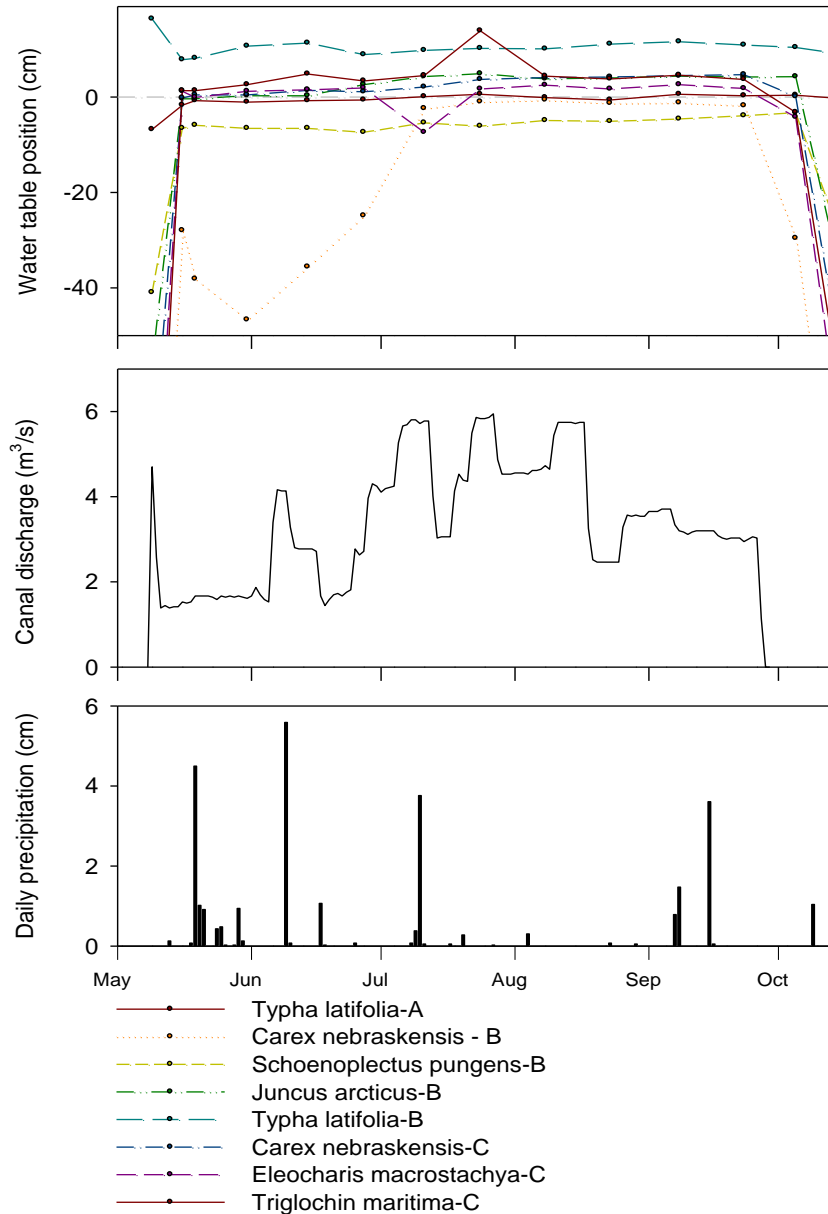 Water table position (cm)
0
-20
-40
Canal discharge (m3/s)
6
4
2
0
Daily precipitation (cm)
6
4
2
0
May Jun Jul Aug Sep Oct
Typha latifolia-A
Carex nebraskensis - B
Schoenoplectus pungens-B
Juncus arcticus-B
Typha latifolia-B
Carex nebraskensis-C
Eleocharis macrostachya-C
Triglochin maritima-C